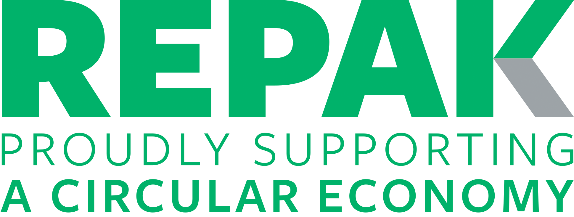 REPAK
PROUDLY SUPPORTING
A CIRCULAR ECONOMY